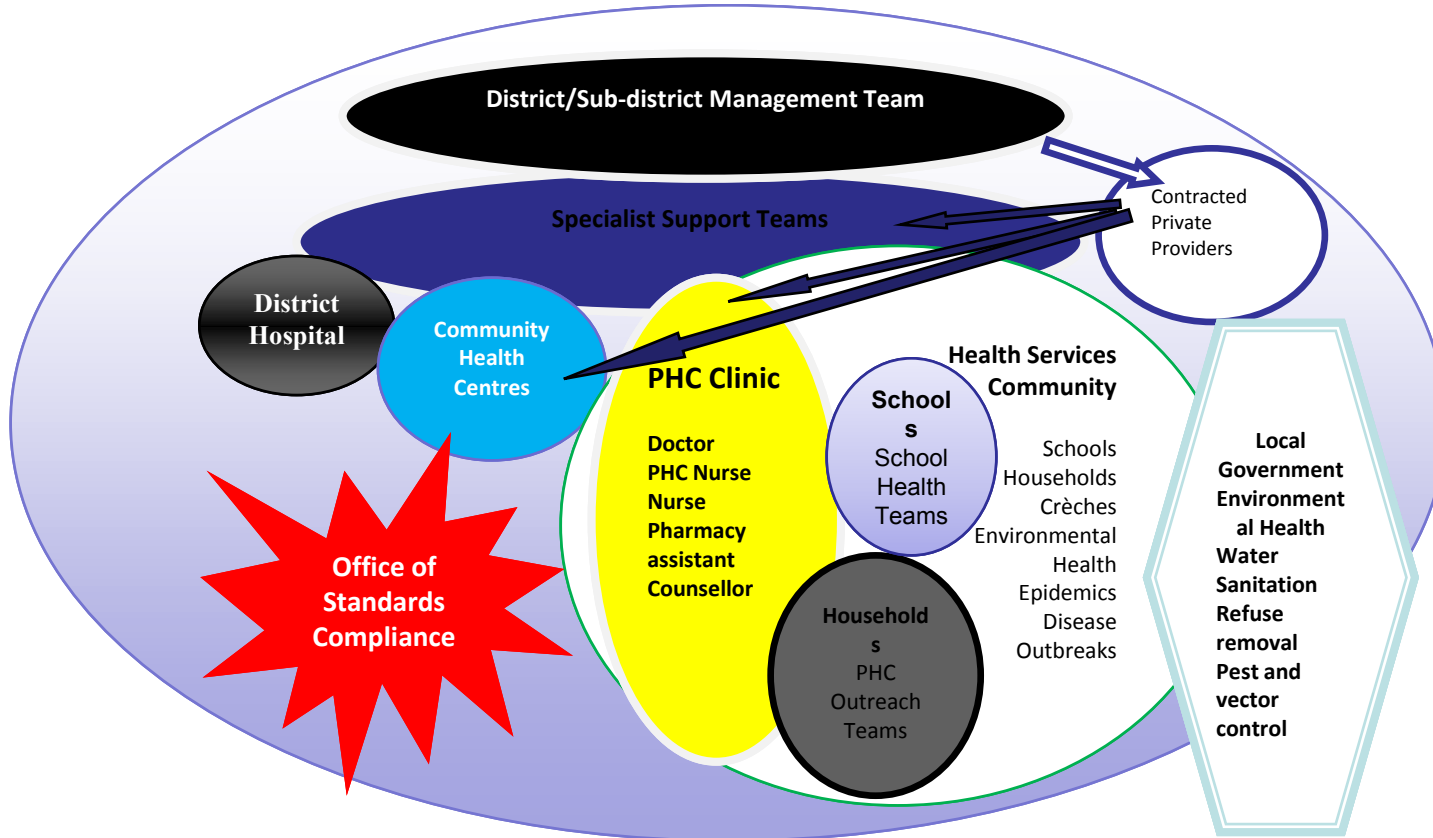 District/Sub-district Management Team
Specialist Support Teams
Contracted
Private
Providers
District
Hospital
Community
Health
Centres
PHC Clinic
Doctor
PHC Nurse
Nurse
Pharmacy
assistant
Counsellor
School
s
School
Health
Teams
Health Services
Community
Schools
Households
Crèches
Environmental
Health
Epidemics
Disease
Outbreaks
Household
s
PHC
Outreach
Teams
Local
Government
Environment
al Health
Water
Sanitation
Refuse
removal
Pest and
vector
control
Office of
Standards
Compliance